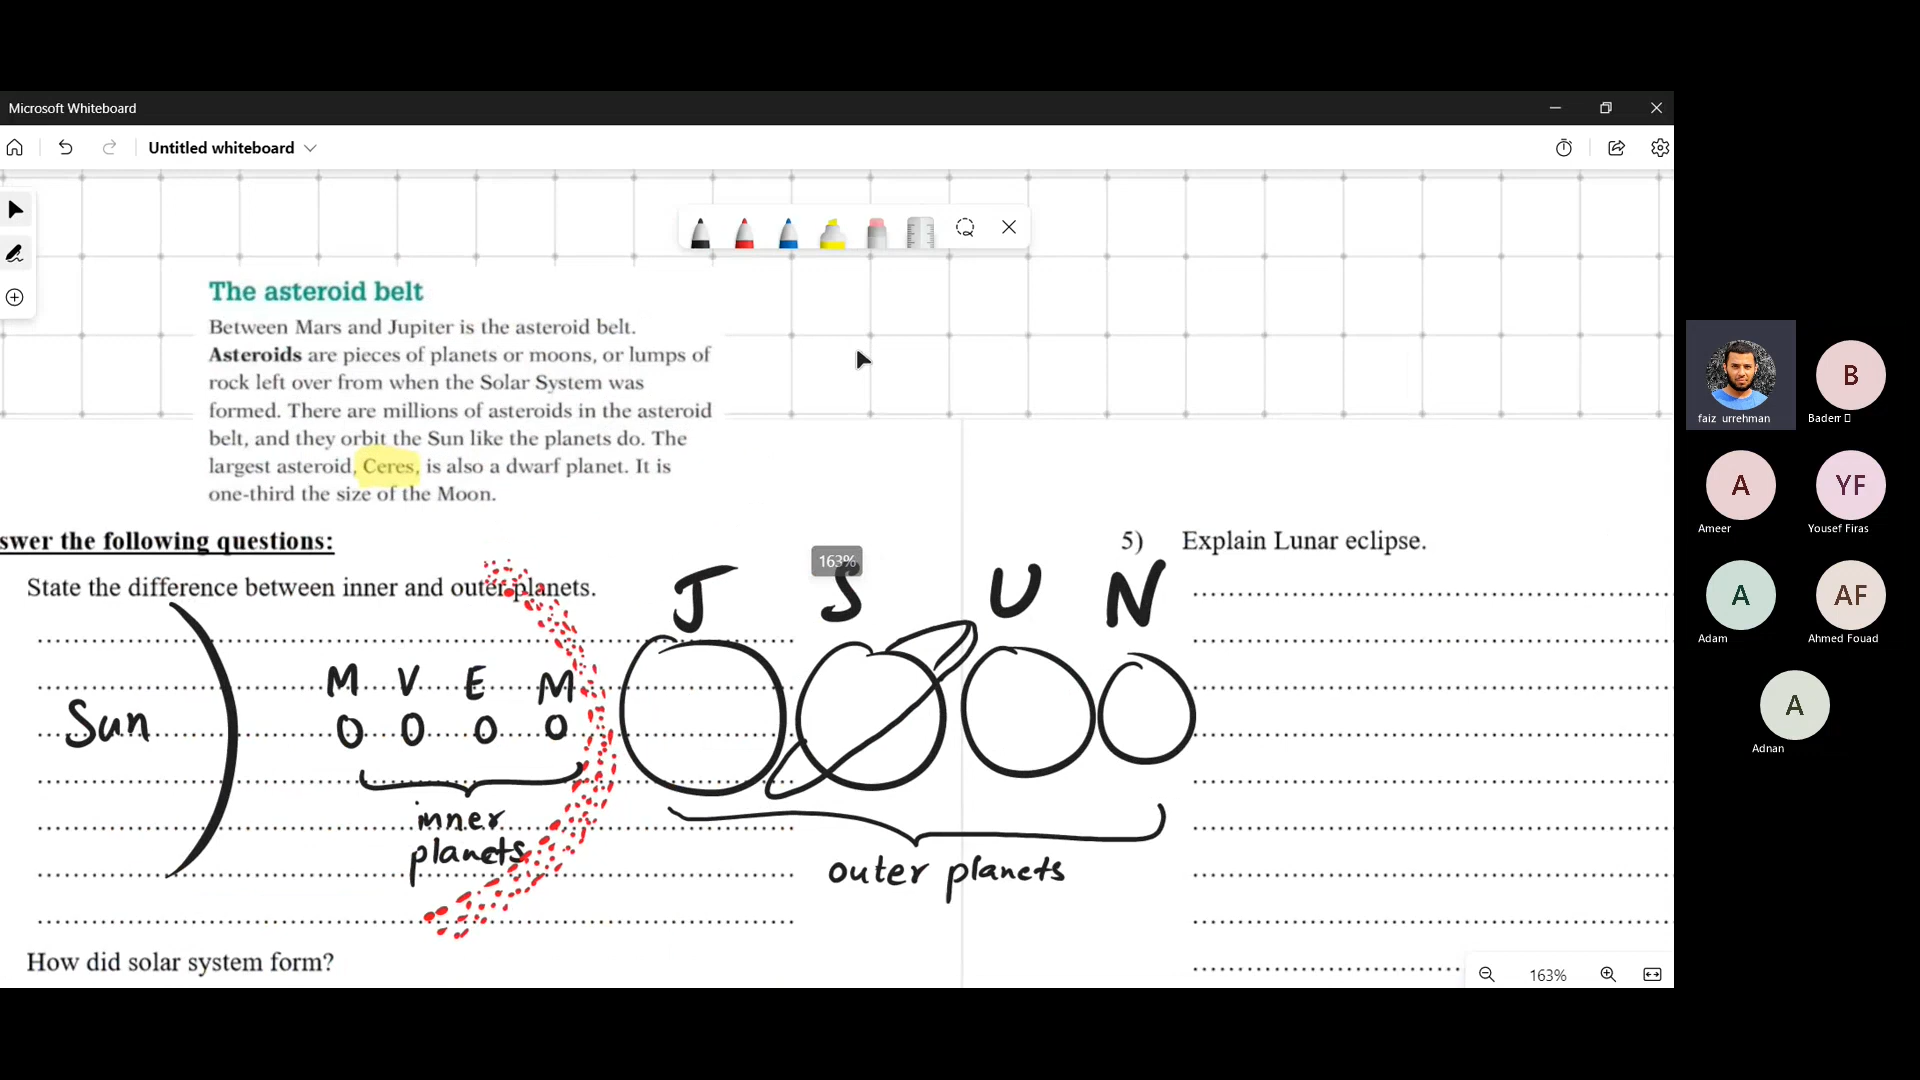 Microsoft Whiteboard
Untitled whiteboard
The asteroid belt
Between Mars and Jupiter is the asteroid belt.
Asteroids are pieces of planets or moons, or lumps of
rock left over from when the Solar System was
formed. There are millions of asteroids in the asteroid
belt, and they orbit the Sun like the planets do. The
largest asteroid, Ceres, is also a dwarf planet. It is
one-third the size of the Moon.
swer the following questions:
State the difference between inner and outer planets.
Sun
M V E M
inner
planets
J S U N
outer planets
How did solar system form?
5) Explain Lunar eclipse.
163%
163%
faiz urrehman
B
Baderr
A
Ameer
YF
Yousef Firas
A
Adam
AF
Ahmed Fouad
A
Adnan